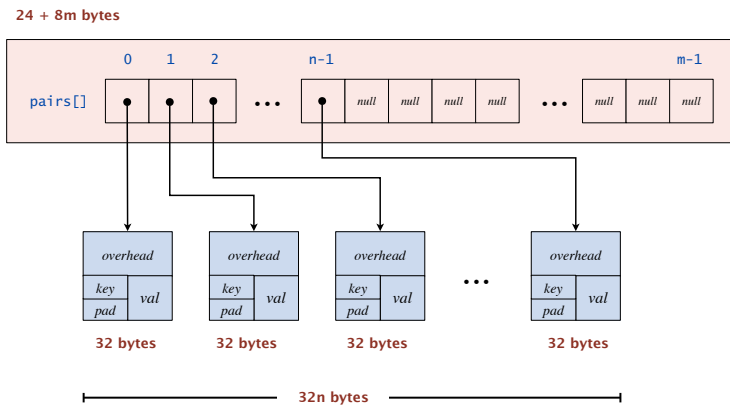 24 + 8m bytes
0 1 2 n-1 m-1
pairs[] ... null null null null ... null null null
overhead overhead overhead overhead
key val key val key val ... key val
pad pad pad pad
32 bytes 32 bytes 32 bytes 32 bytes
32n bytes